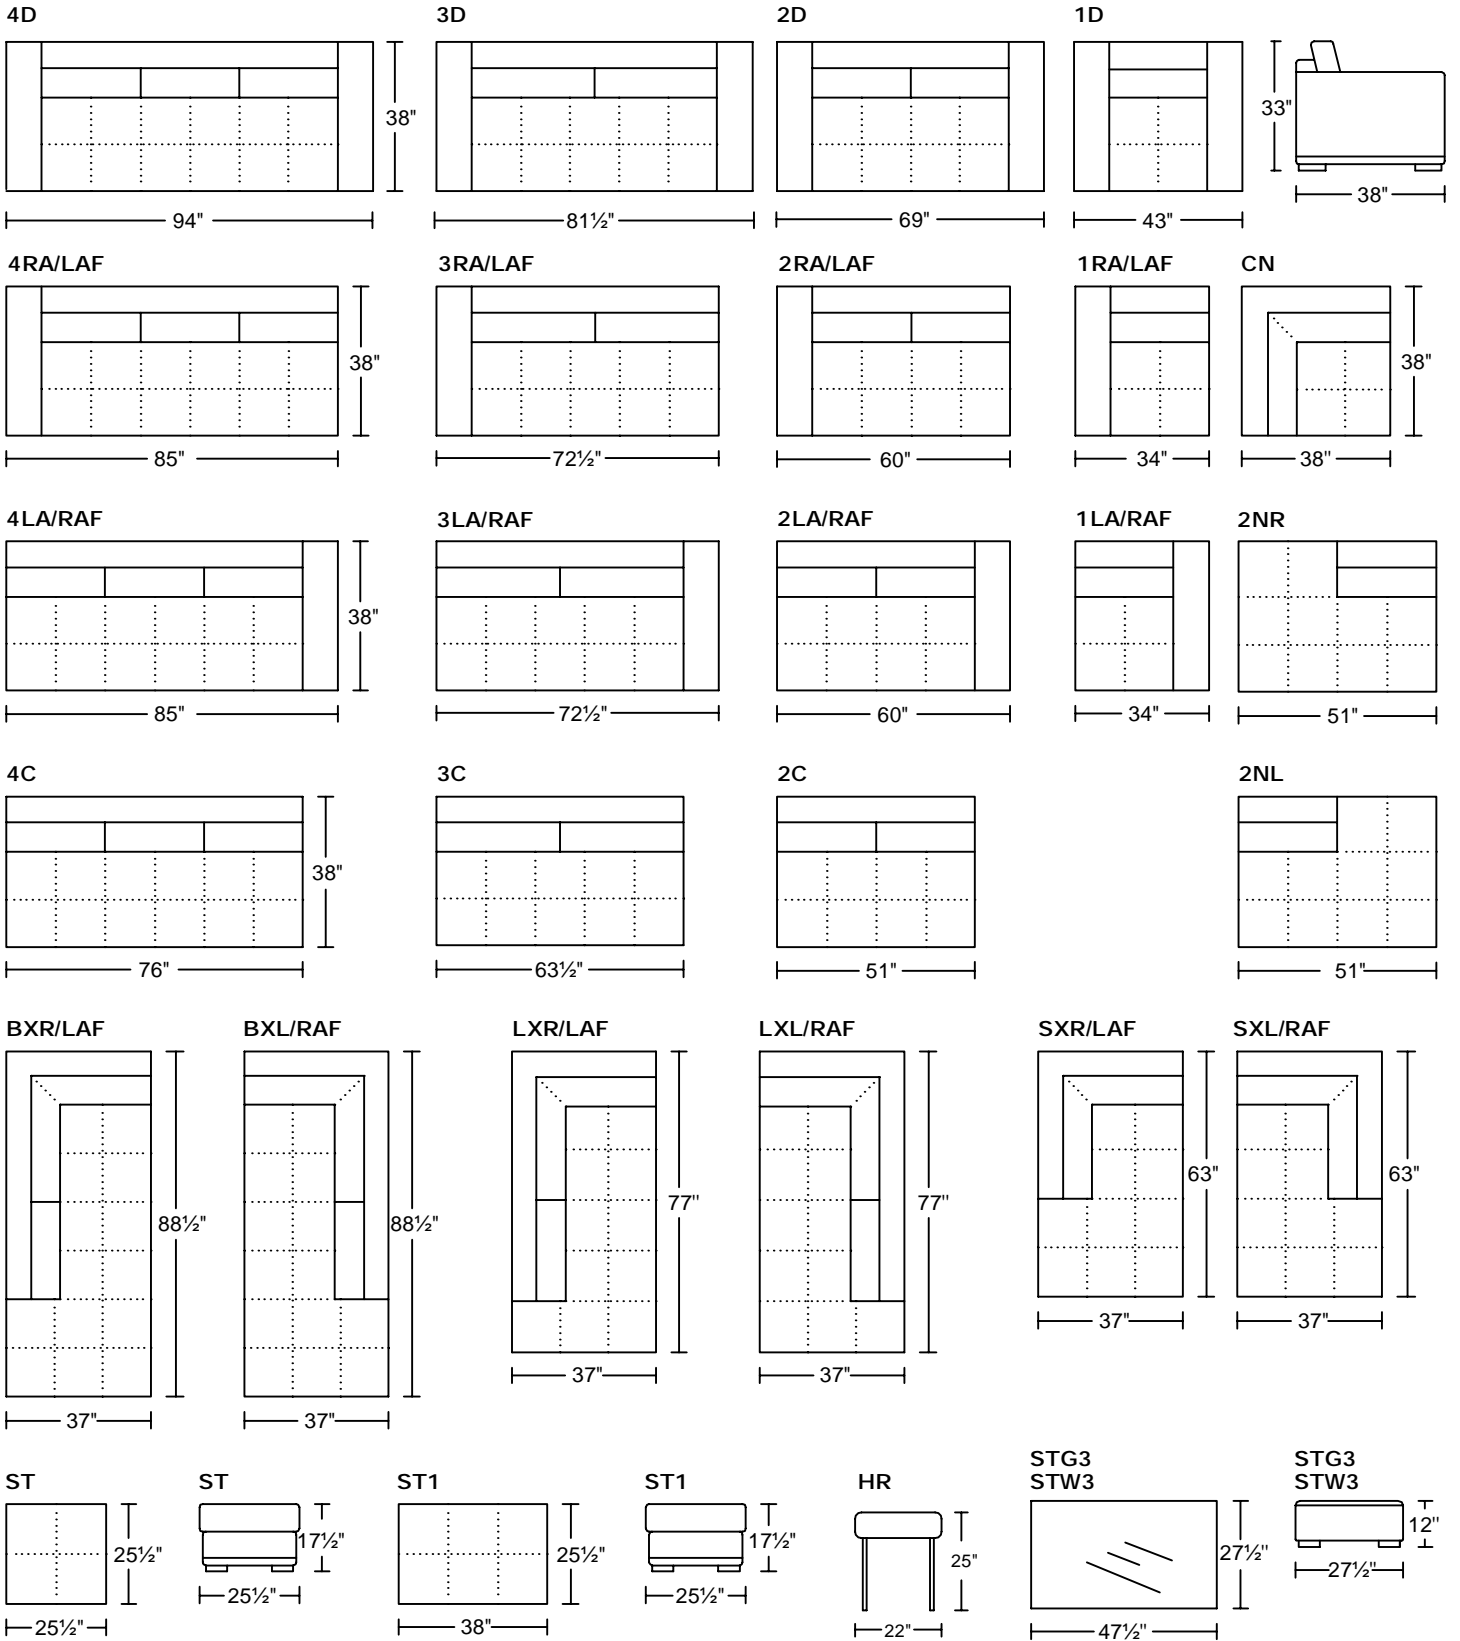 4D
3D
2D
1D
38"
33"
94"
81½"
69"
43"
38"
4RA/LAF
3RA/LAF
2RA/LAF
1RA/LAF
CN
38"
38"
85"
72½"
60"
34"
38"
4LA/RAF
3LA/RAF
2LA/RAF
1LA/RAF
2NR
38"
85"
72½"
60"
34"
51"
4C
3C
2C
2NL
38"
76"
63½"
51"
51"
BXR/LAF
BXL/RAF
LXR/LAF
LXL/RAF
SXR/LAF
SXL/RAF
88½"
88½"
77"
77"
63"
63"
37"
37"
37"
37"
37"
37"
ST
ST
ST1
ST1
HR
STG3
STW3
STG3
STW3
25½"
17½"
25½"
17½"
25"
27½"
12"
25½"
25½"
38"
25½"
22"
47½"
27½"